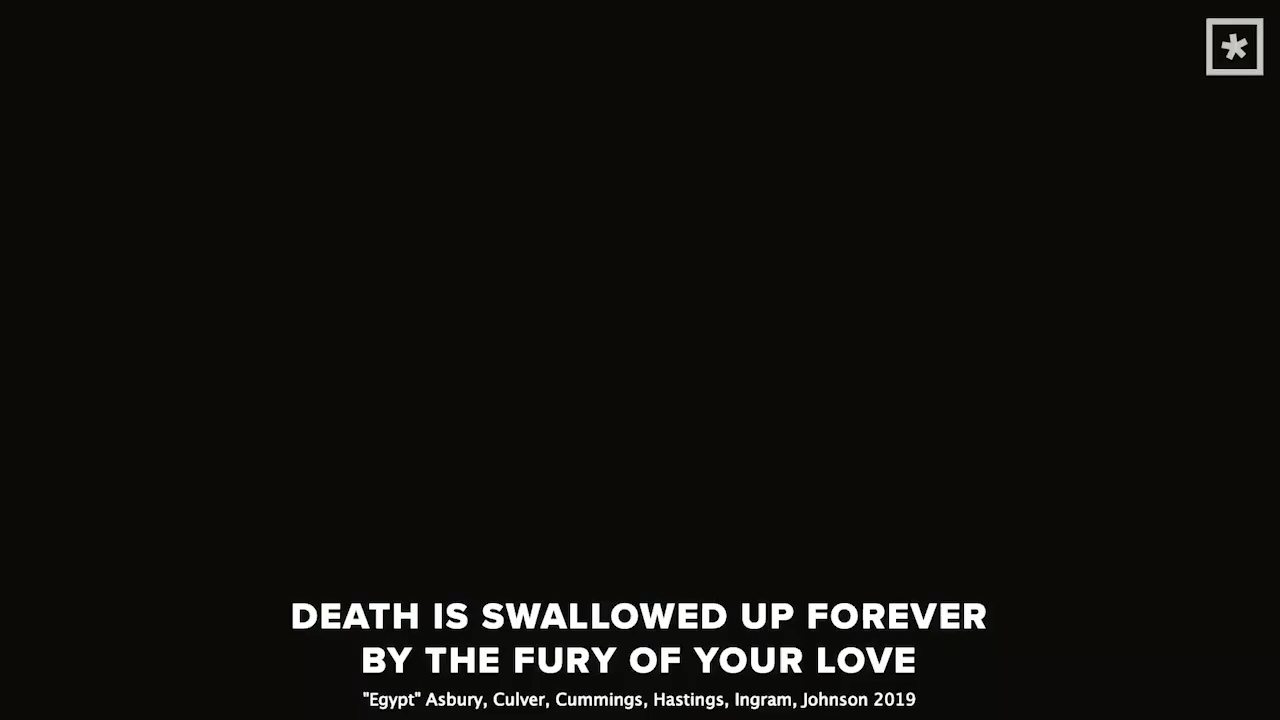 DEATH IS SWALLOWED UP FOREVER
BY THE FURY OF YOUR LOVE
"Egypt" Asbury, Culver, Cummings, Hastings, Ingram, Johnson 2019